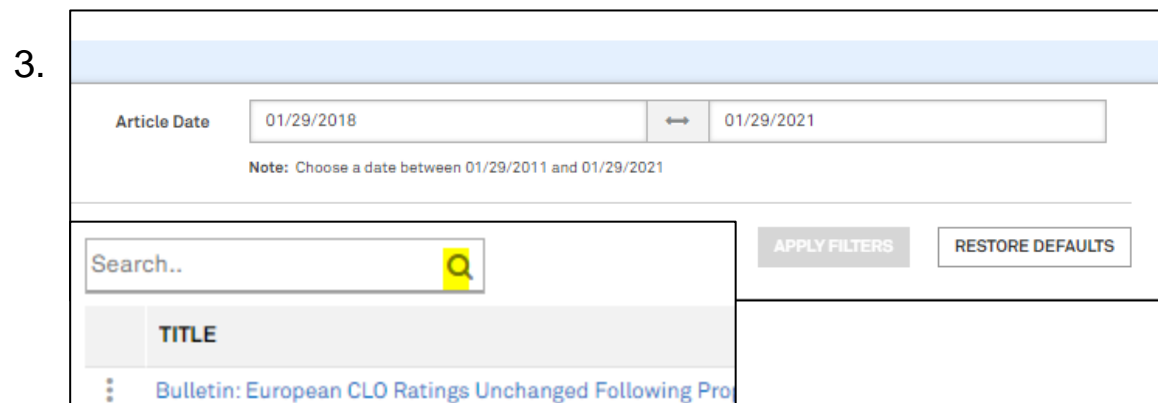 3.
Article Date 01/29/2018 01/29/2021
Note: Choose a date between 01/29/2011 and 01/29/2021
APPLY FILTERS RESTORE DEFAULTS
Search..
TITLE
Bulletin: European CLO Ratings Unchanged Following